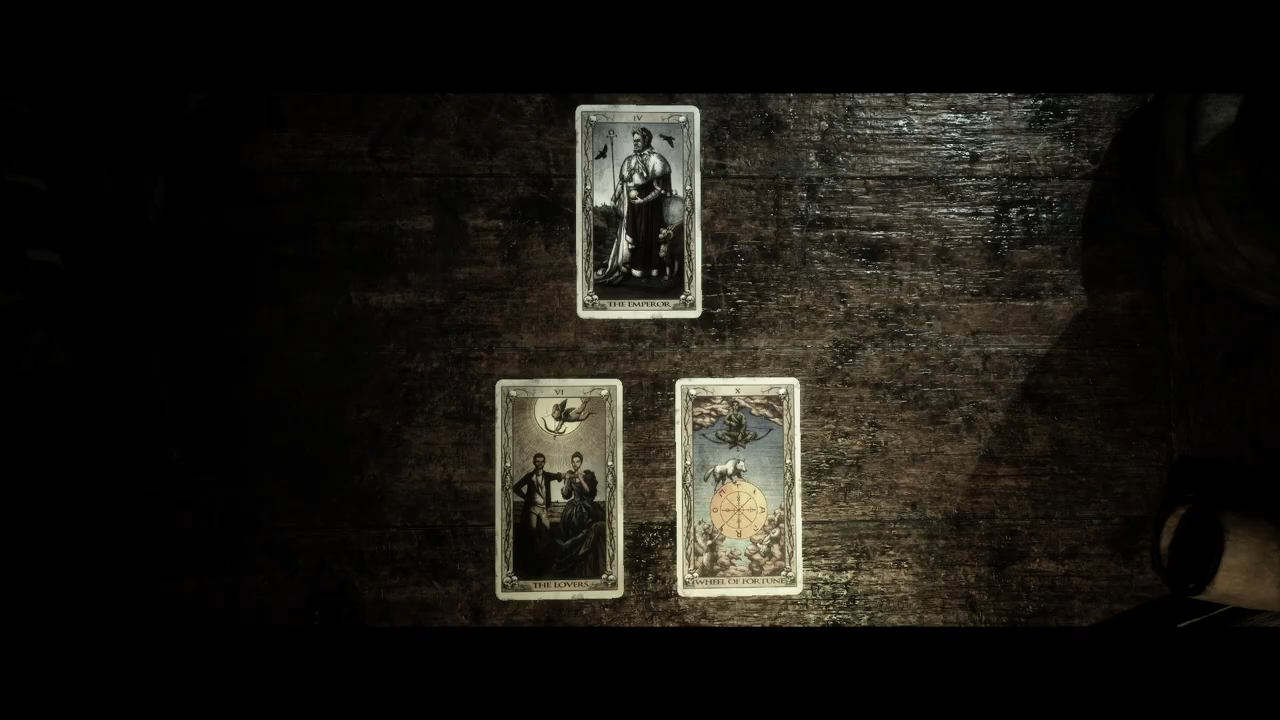 IV
THE EMPEROR
VI
THE LOVERS
X
WHEEL OF FORTUNE